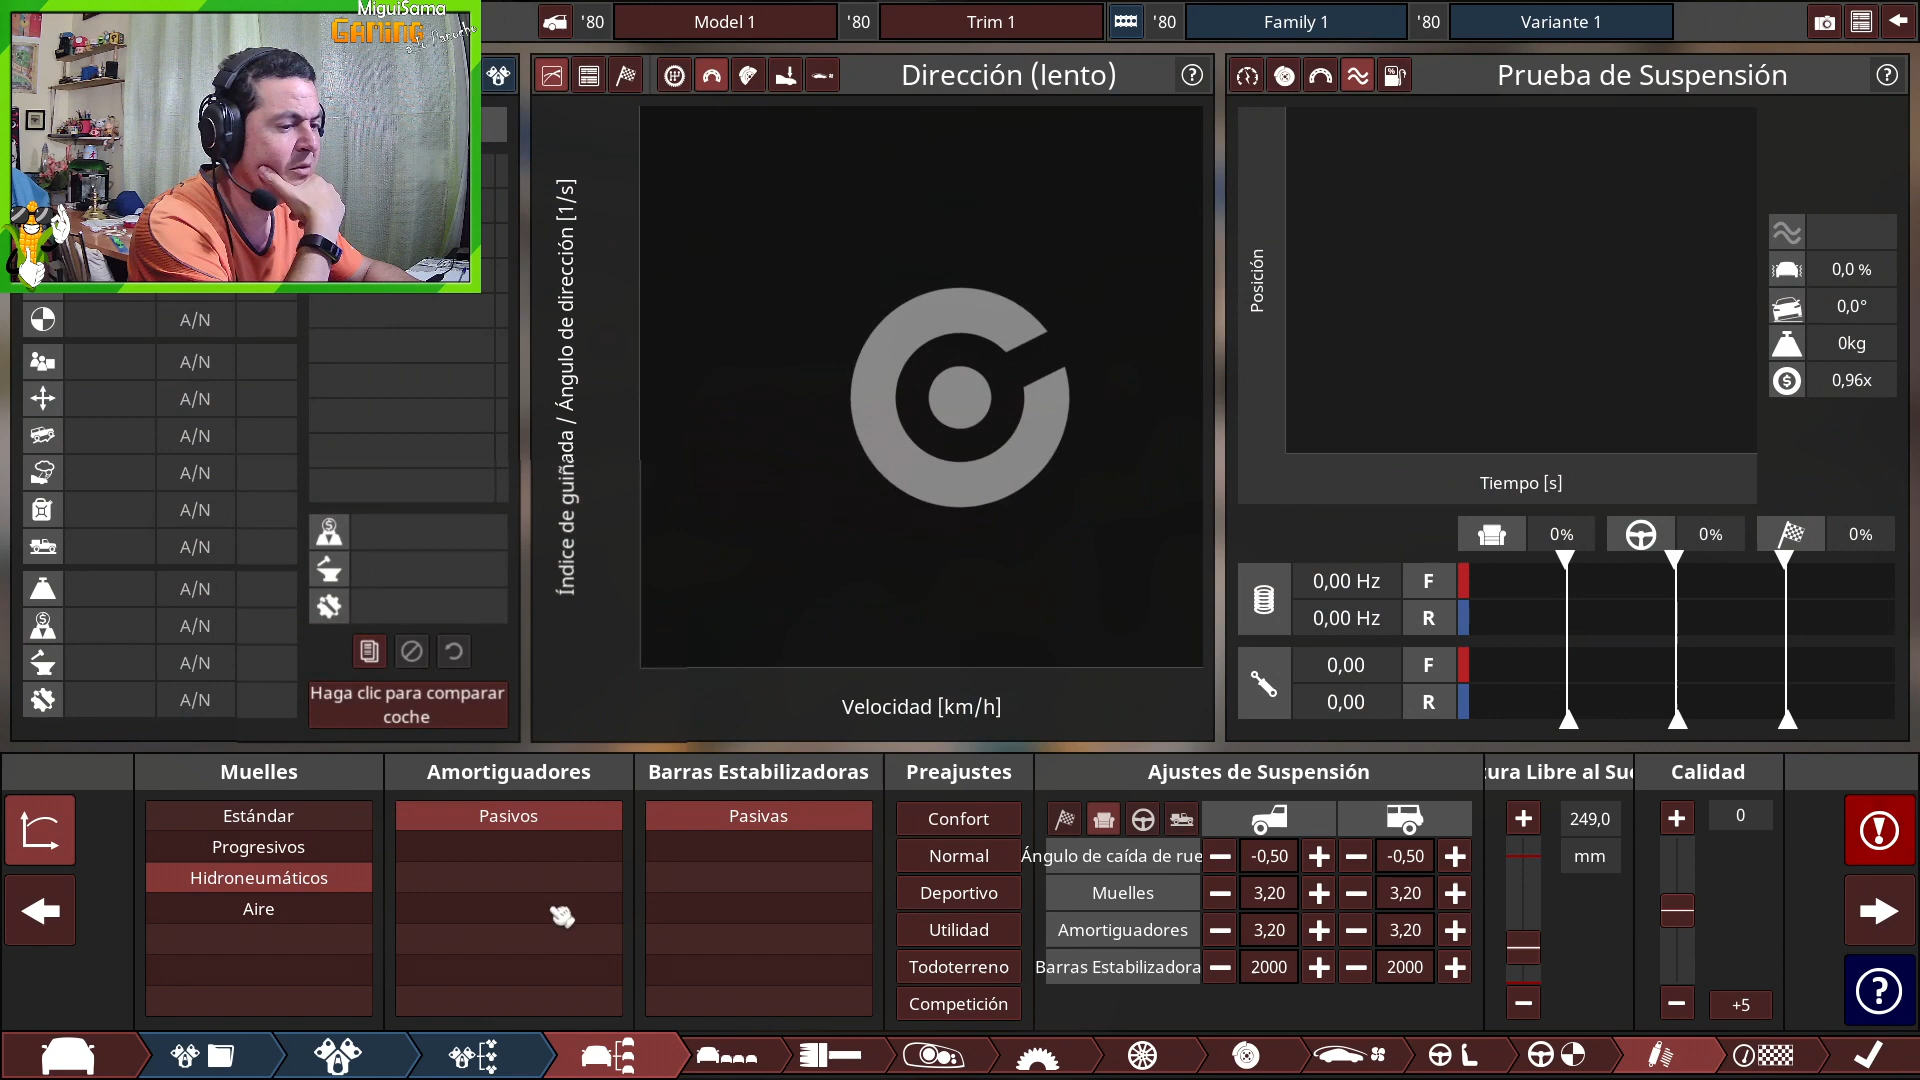 MiguiSama
GAMING
'80
Model 1
'80
Trim 1
'80
Family 1
'80
Variante 1
Dirección (lento)
Índice de guiñada / Ángulo de dirección [1/s]
Velocidad [km/h]
Prueba de Suspensión
Posición
Tiempo [s]
0,0 %
0,0°
0kg
0,96x
0%
0%
0%
0,00 Hz F
0,00 Hz R
0,00 F
0,00 R
A/N
A/N
A/N
A/N
A/N
A/N
A/N
A/N
A/N
A/N
A/N
Haga clic para comparar
coche
Muelles
Estándar
Progresivos
Hidroneumáticos
Aire
Amortiguadores
Pasivos
Barras Estabilizadoras
Pasivas
Preajustes
Confort
Normal
Deportivo
Utilidad
Todoterreno
Competición
Ajustes de Suspensión
Ángulo de caída de rue -0,50 -0,50
Muelles 3,20 3,20
Amortiguadores 3,20 3,20
Barras Estabilizadora 2000 2000
tura Libre al Sue
249,0
mm
Calidad
0
+5